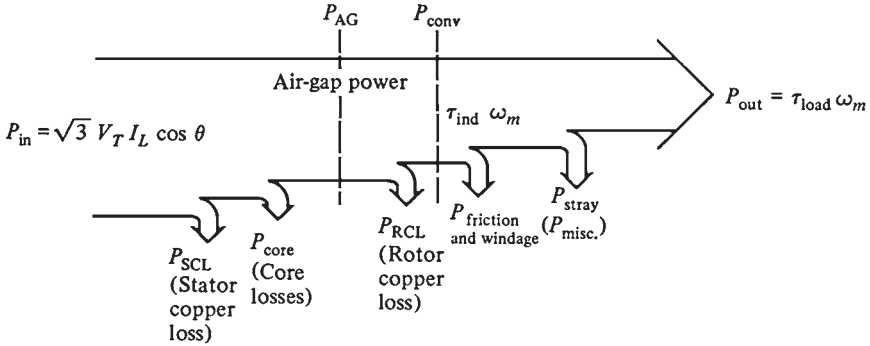 P_AG
P_conv
Air-gap power
P_in = √3 V_T I_L cos θ
τ_ind ω_m
P_out = τ_load ω_m
P_SCL
(Stator
copper
loss)
P_core
(Core
losses)
P_RCL
(Rotor
copper
loss)
P_friction
and windage
P_stray
(P_misc.)